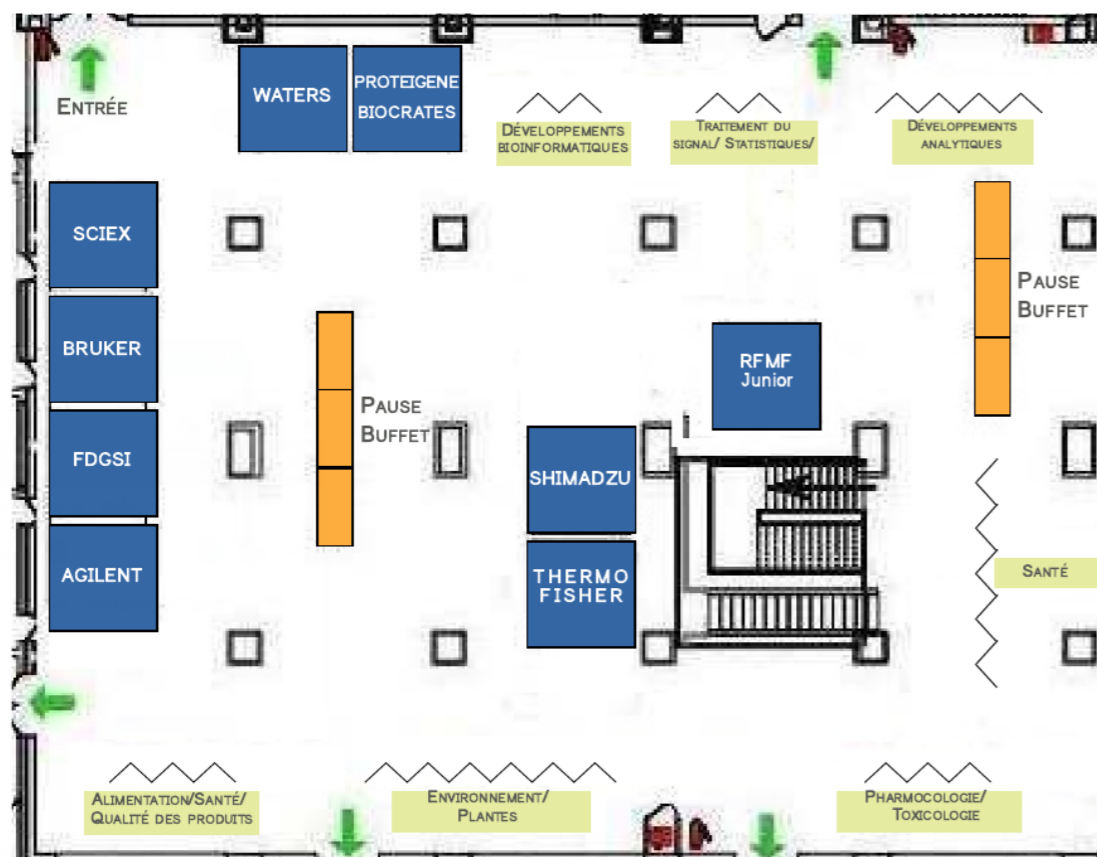 ENTRÉE
WATERS
PROTEIGENE
BIOCRATES
DÉVELOPPEMENTS
BIOINFORMATIQUES
TRAITEMENT DU
SIGNAL/ STATISTIQUES/
DÉVELOPPEMENTS
ANALYTIQUES
SCIEX
BRUKER
FDGSI
AGILENT
PAUSE
BUFFET
RFMF
Junior
PAUSE
BUFFET
SHIMADZU
THERMO
FISHER
SANTÉ
ALIMENTATION/SANTÉ/
QUALITÉ DES PRODUITS
ENVIRONNEMENT/
PLANTES
PHARMOCOLOGIE/
TOXICOLOGIE